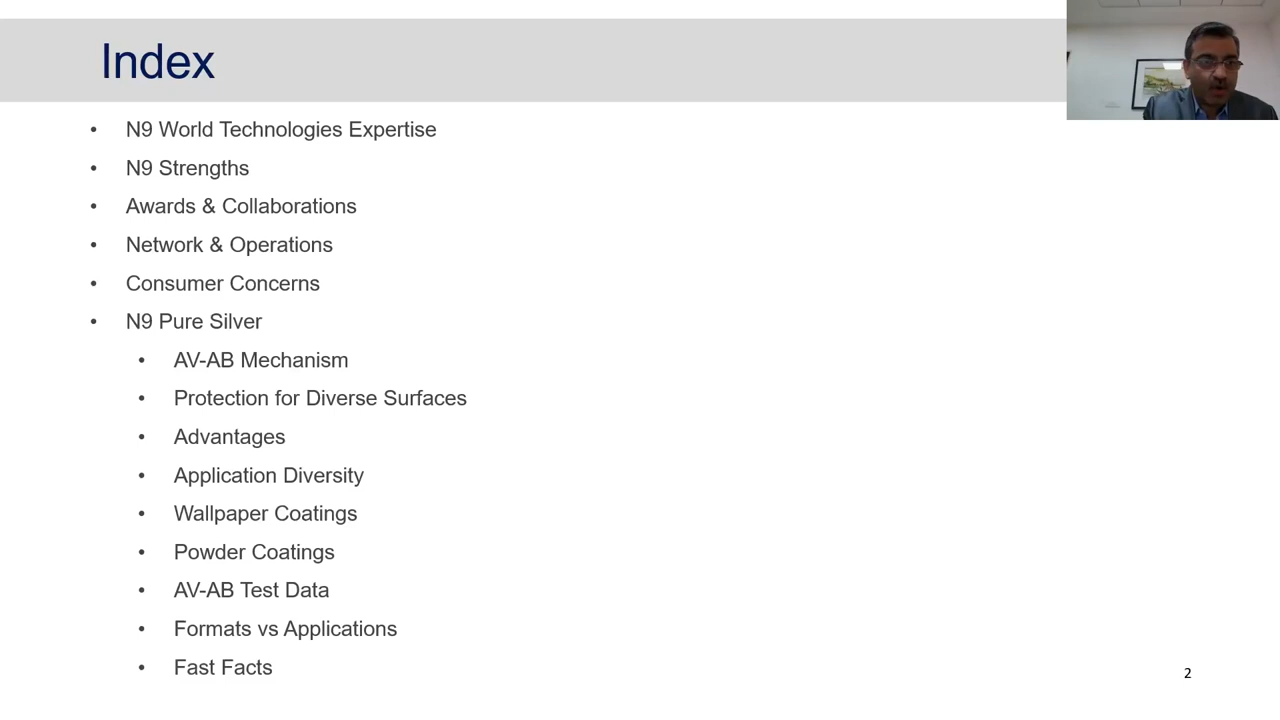 Index
• N9 World Technologies Expertise
• N9 Strengths
• Awards & Collaborations
• Network & Operations
• Consumer Concerns
• N9 Pure Silver
• AV-AB Mechanism
• Protection for Diverse Surfaces
• Advantages
• Application Diversity
• Wallpaper Coatings
• Powder Coatings
• AV-AB Test Data
• Formats vs Applications
• Fast Facts
2